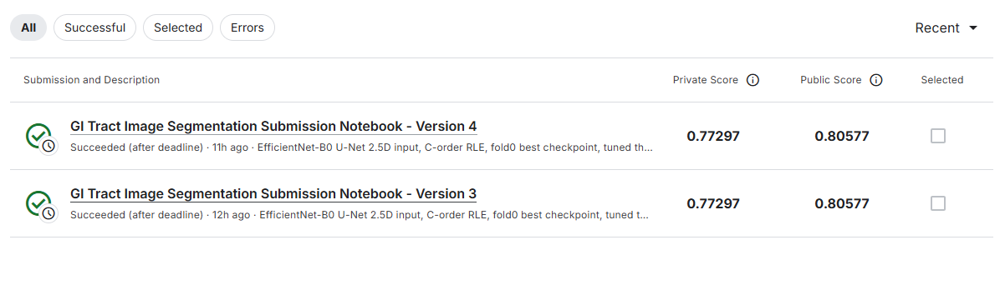 All Successful Selected Errors Recent
Submission and Description Private Score Public Score Selected
GI Tract Image Segmentation Submission Notebook - Version 4
0.77297 0.80577
Succeeded (after deadline) · 11h ago · EfficientNet-B0 U-Net 2.5D input, C-order RLE, fold0 best checkpoint, tuned th...
GI Tract Image Segmentation Submission Notebook - Version 3
0.77297 0.80577
Succeeded (after deadline) · 12h ago · EfficientNet-B0 U-Net 2.5D input, C-order RLE, fold0 best checkpoint, tuned t...